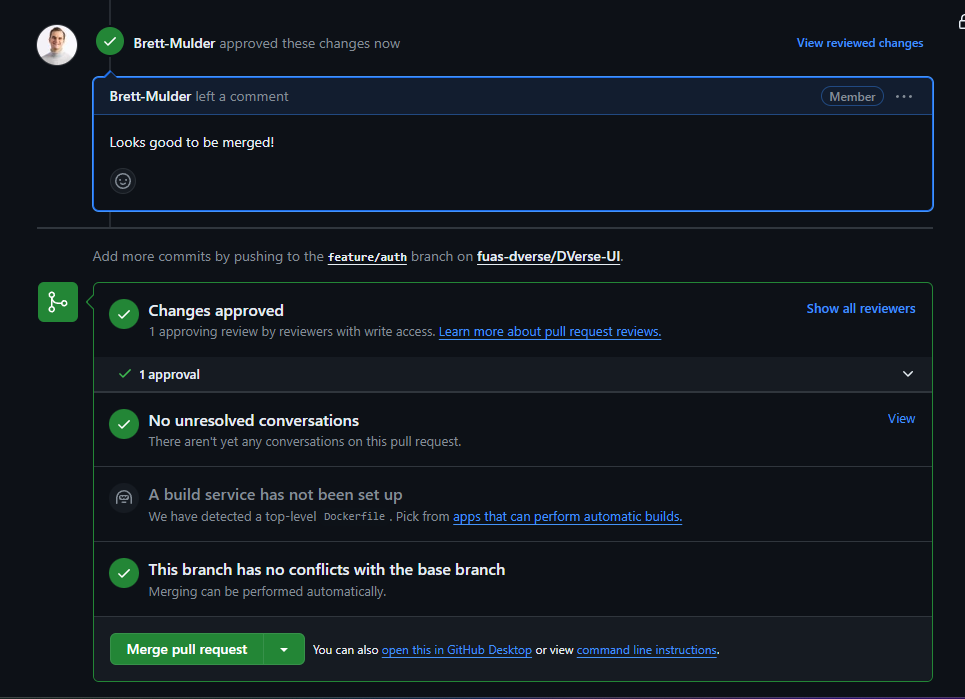 Brett-Mulder approved these changes now
View reviewed changes
Brett-Mulder left a comment
Member
Looks good to be merged!
Add more commits by pushing to the feature/auth branch on fuas-dverse/DVerse-UI.
Changes approved
Show all reviewers
1 approving review by reviewers with write access. Learn more about pull request reviews.
1 approval
No unresolved conversations
View
There aren't yet any conversations on this pull request.
A build service has not been set up
We have detected a top-level Dockerfile. Pick from apps that can perform automatic builds.
This branch has no conflicts with the base branch
Merging can be performed automatically.
Merge pull request
You can also open this in GitHub Desktop or view command line instructions.